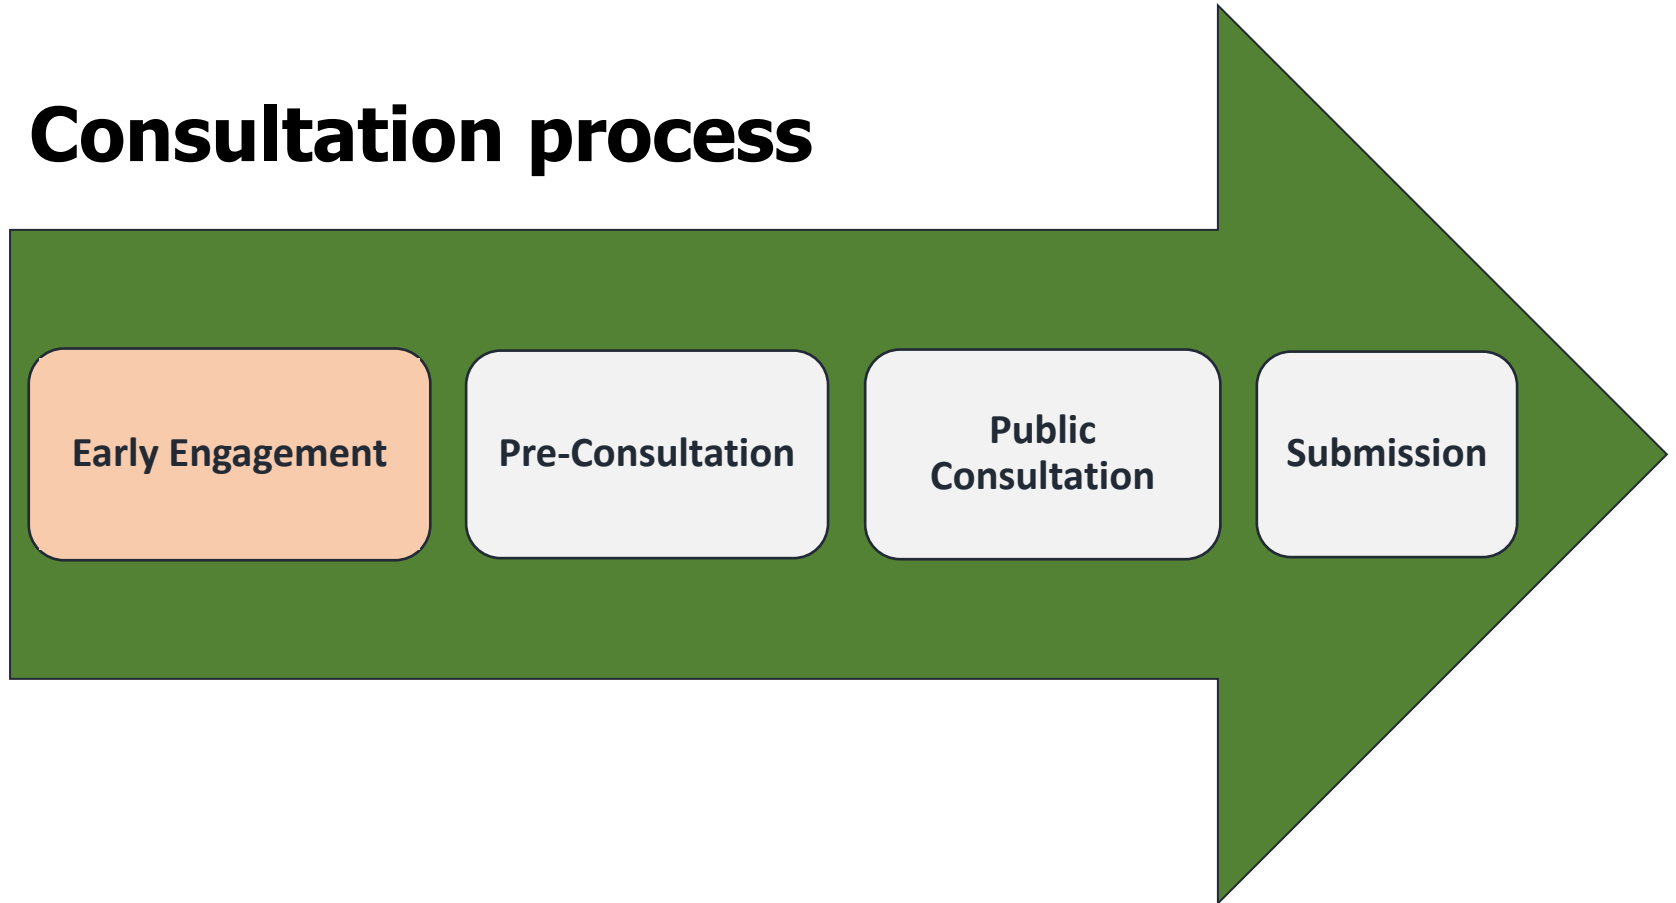 Consultation process
Early Engagement
Pre-Consultation
Public
Consultation
Submission